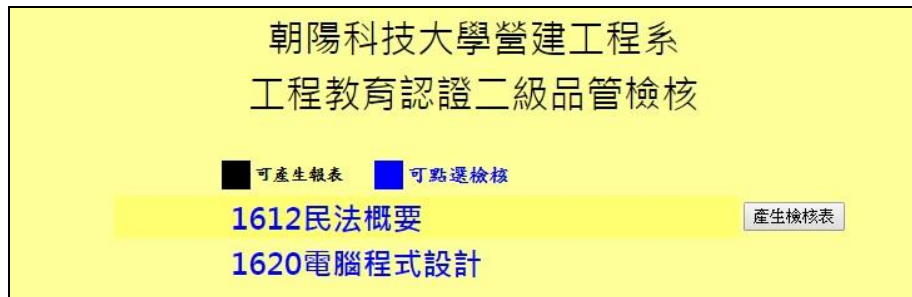 朝陽科技大學營建工程系
工程教育認證二級品管檢核
可產生報表 可點選檢核
1612民法概要 產生檢核表
1620電腦程式設計